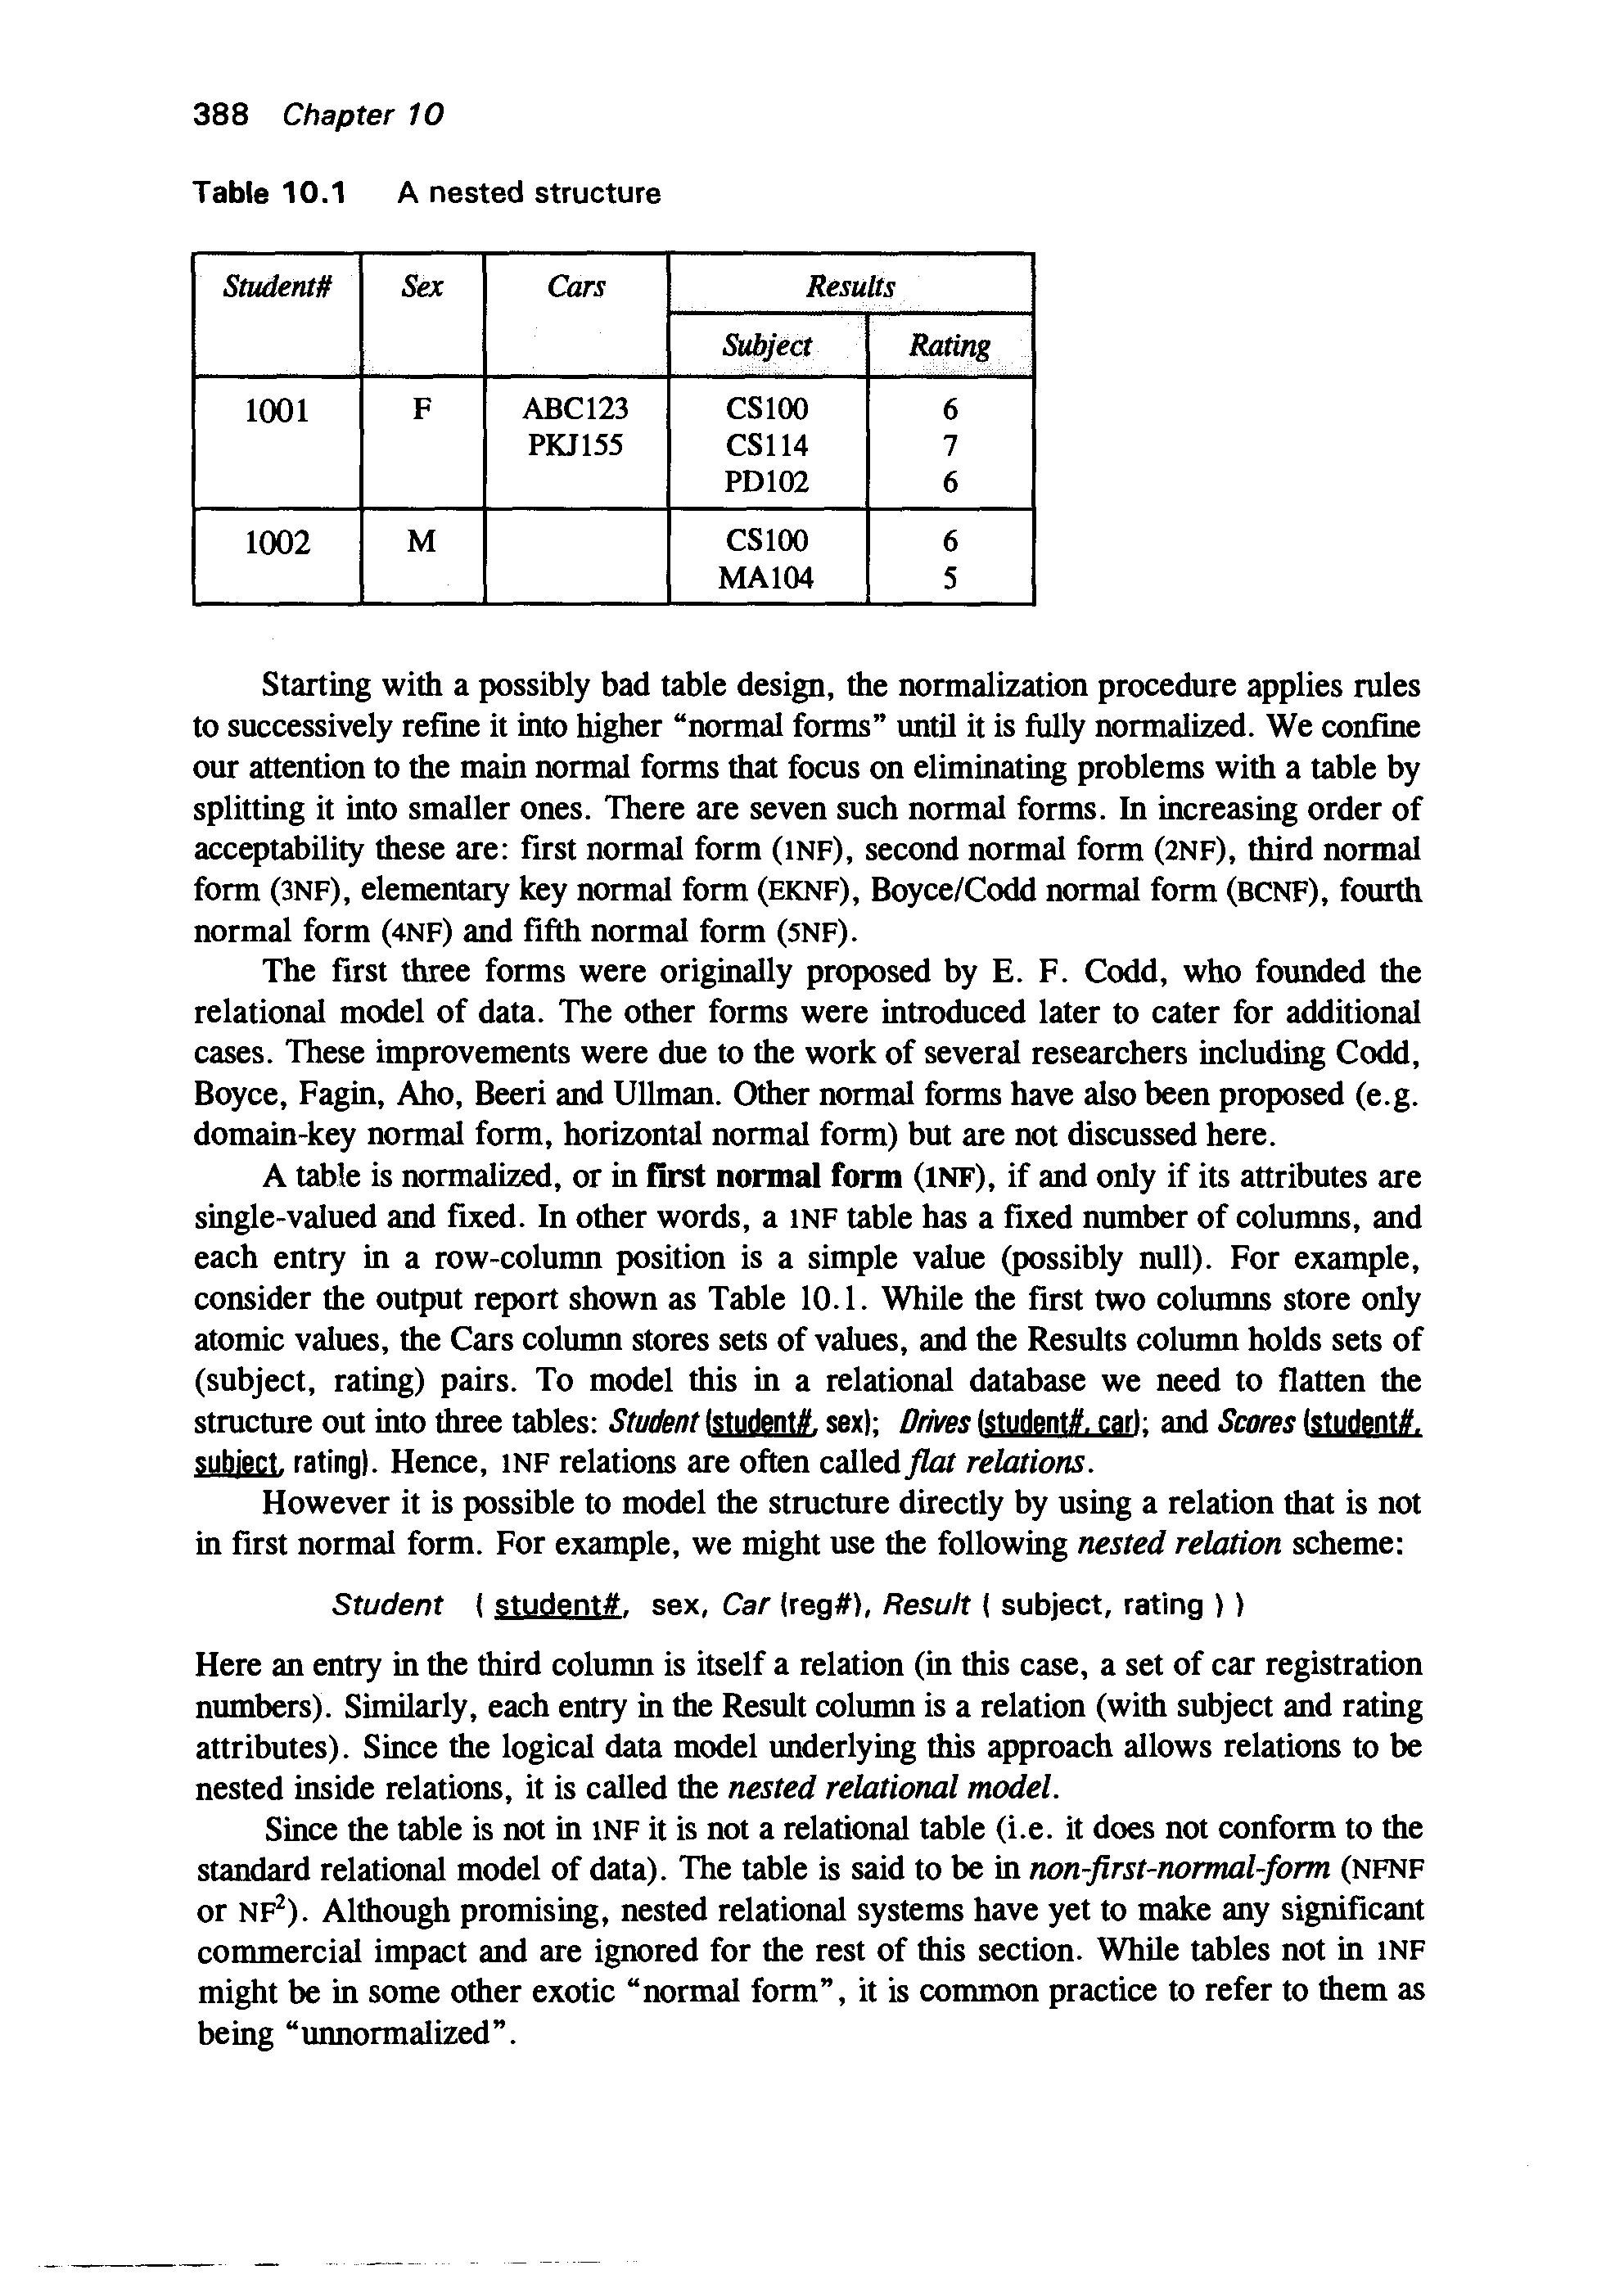 388 Chapter 10
Table 10.1 A nested structure
Student# Sex Cars Results
Subject Rating
1001 F ABC123 CS100 6
PKJ155 CS114 7
PD102 6
1002 M CS100 6
MA104 5
Starting with a possibly bad table design, the normalization procedure applies rules
to successively refine it into higher “normal forms” until it is fully normalized. We confine
our attention to the main normal forms that focus on eliminating problems with a table by
splitting it into smaller ones. There are seven such normal forms. In increasing order of
acceptability these are: first normal form (1NF), second normal form (2NF), third normal
form (3NF), elementary key normal form (EKNF), Boyce/Codd normal form (BCNF), fourth
normal form (4NF) and fifth normal form (5NF).
The first three forms were originally proposed by E. F. Codd, who founded the
relational model of data. The other forms were introduced later to cater for additional
cases. These improvements were due to the work of several researchers including Codd,
Boyce, Fagin, Aho, Beeri and Ullman. Other normal forms have also been proposed (e.g.
domain-key normal form, horizontal normal form) but are not discussed here.
A table is normalized, or in first normal form (1NF), if and only if its attributes are
single-valued and fixed. In other words, a 1NF table has a fixed number of columns, and
each entry in a row-column position is a simple value (possibly null). For example,
consider the output report shown as Table 10.1. While the first two columns store only
atomic values, the Cars column stores sets of values, and the Results column holds sets of
(subject, rating) pairs. To model this in a relational database we need to flatten the
structure out into three tables: Student (student#, sex); Drives (student#, car); and Scores (student#,
subject, rating). Hence, 1NF relations are often called flat relations.
However it is possible to model the structure directly by using a relation that is not
in first normal form. For example, we might use the following nested relation scheme:
Student ( student#, sex, Car (reg#), Result ( subject, rating ) )
Here an entry in the third column is itself a relation (in this case, a set of car registration
numbers). Similarly, each entry in the Result column is a relation (with subject and rating
attributes). Since the logical data model underlying this approach allows relations to be
nested inside relations, it is called the nested relational model.
Since the table is not in 1NF it is not a relational table (i.e. it does not conform to the
standard relational model of data). The table is said to be in non-first-normal-form (NFNF
or NF²). Although promising, nested relational systems have yet to make any significant
commercial impact and are ignored for the rest of this section. While tables not in 1NF
might be in some other exotic “normal form”, it is common practice to refer to them as
being “unnormalized”.